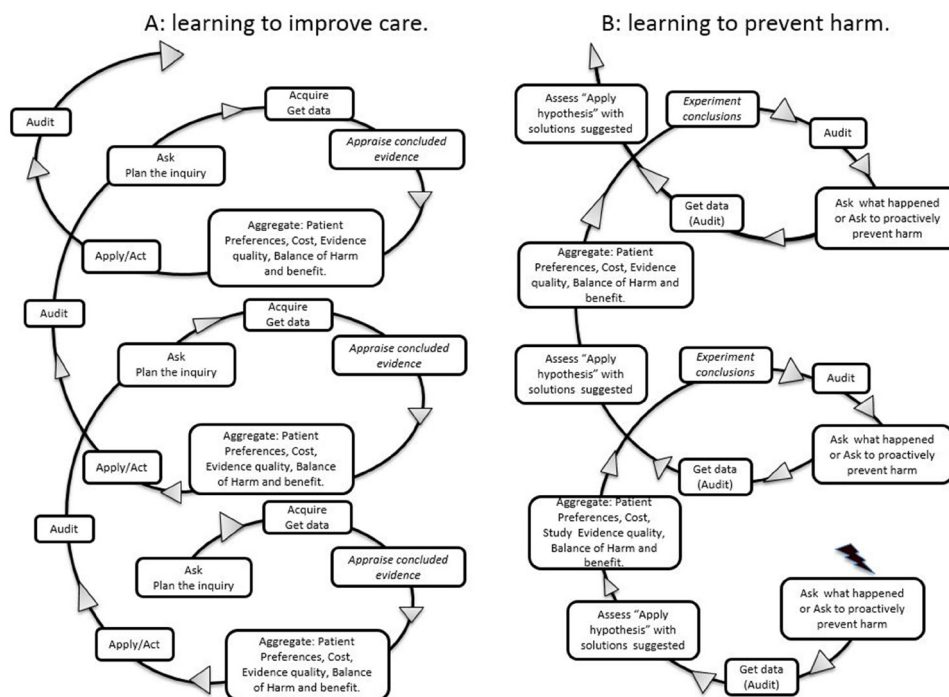 A: learning to improve care.
Acquire
Get data
Audit
Appraise concluded
evidence
Ask
Plan the inquiry
Aggregate: Patient
Preferences, Cost, Evidence
quality, Balance of Harm
and benefit.
Apply/Act
Acquire
Get data
Audit
Appraise concluded
evidence
Ask
Plan the inquiry
Aggregate: Patient
Preferences, Cost,
Evidence quality, Balance
of Harm and benefit.
Apply/Act
Acquire
Get data
Audit
Appraise concluded
evidence
Ask
Plan the inquiry
Apply/Act
Aggregate: Patient
Preferences, Cost,
Evidence quality, Balance
of Harm and benefit.
B: learning to prevent harm.
Assess “Apply
hypothesis” with
solutions suggested
Experiment
conclusions
Audit
Get data
(Audit)
Ask what happened
or Ask to proactively
prevent harm
Aggregate: Patient
Preferences, Cost, Evidence
quality, Balance of Harm and
benefit.
Assess “Apply
hypothesis” with
solutions suggested
Experiment
conclusions
Audit
Ask what happened
or Ask to proactively
prevent harm
Get data
(Audit)
Aggregate: Patient
Preferences, Cost,
Study Evidence quality,
Balance of Harm and
benefit.
Ask what happened
or Ask to proactively
prevent harm
Assess “Apply
hypothesis” with
solutions suggested
Get data
(Audit)